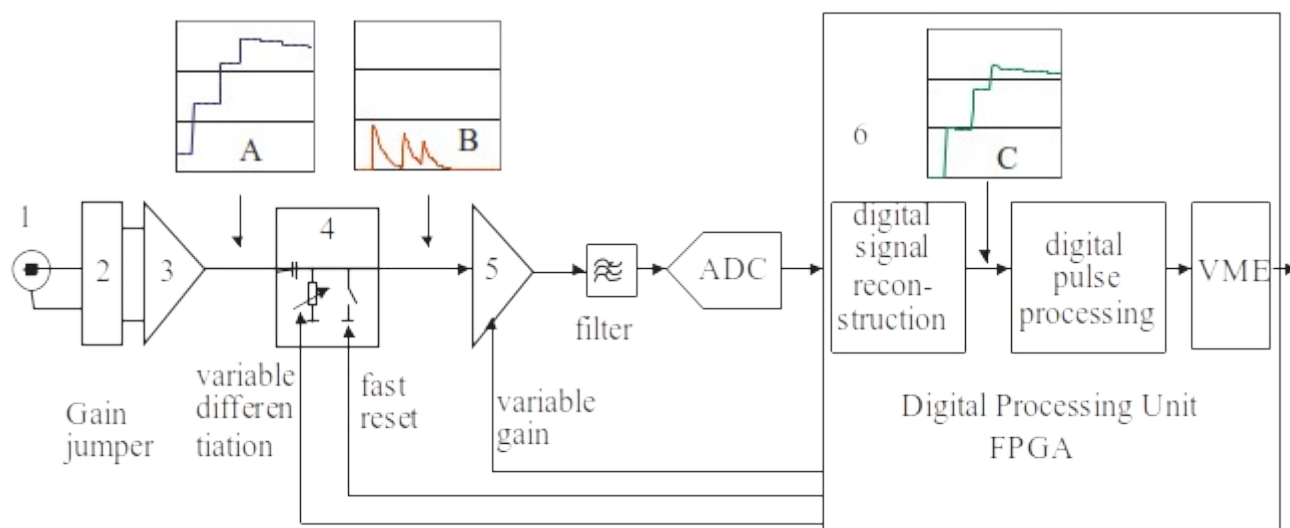 A
B
C
1
2
3
4
5
6
filter
ADC
digital
signal
recon-
struction
digital
pulse
processing
VME
Gain
jumper
variable
differen
tiation
fast
reset
variable
gain
Digital Processing Unit
FPGA